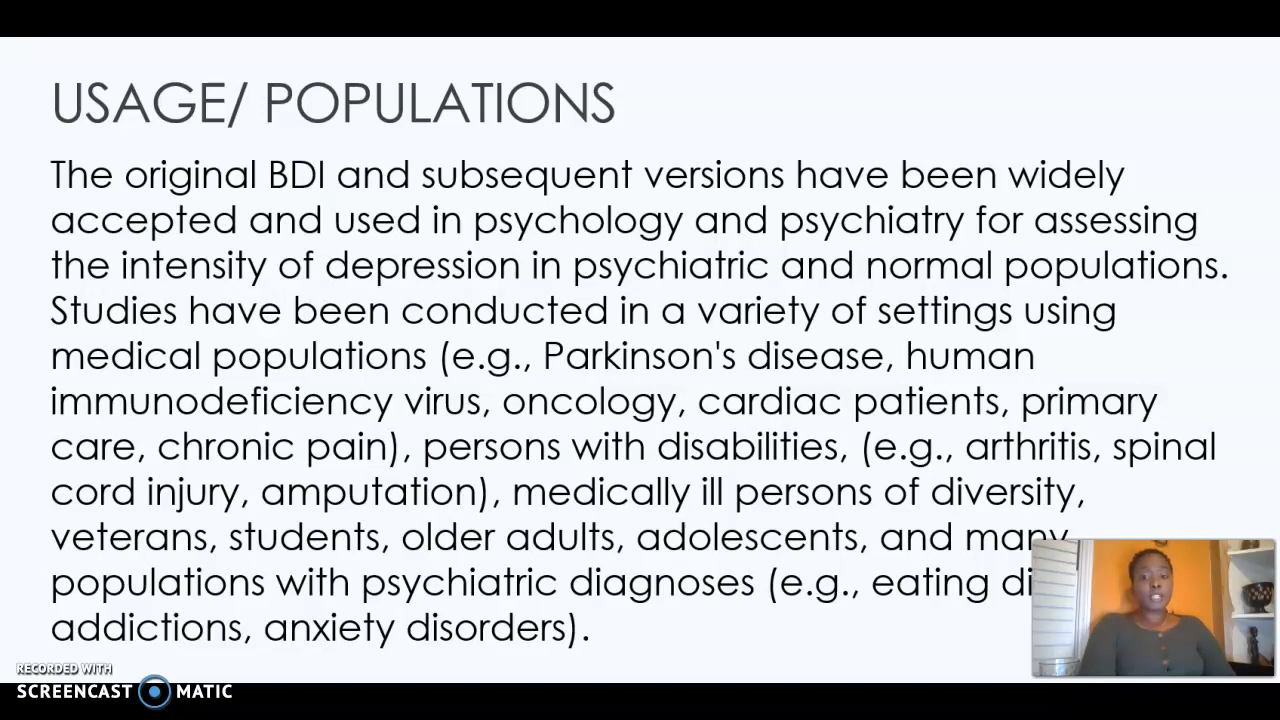 USAGE/ POPULATIONS
The original BDI and subsequent versions have been widely
accepted and used in psychology and psychiatry for assessing
the intensity of depression in psychiatric and normal populations.
Studies have been conducted in a variety of settings using
medical populations (e.g., Parkinson's disease, human
immunodeficiency virus, oncology, cardiac patients, primary
care, chronic pain), persons with disabilities, (e.g., arthritis, spinal
cord injury, amputation), medically ill persons of diversity,
veterans, students, older adults, adolescents, and many
populations with psychiatric diagnoses (e.g., eating
addictions, anxiety disorders).
RECORDED WITH
SCREENCAST MATIC